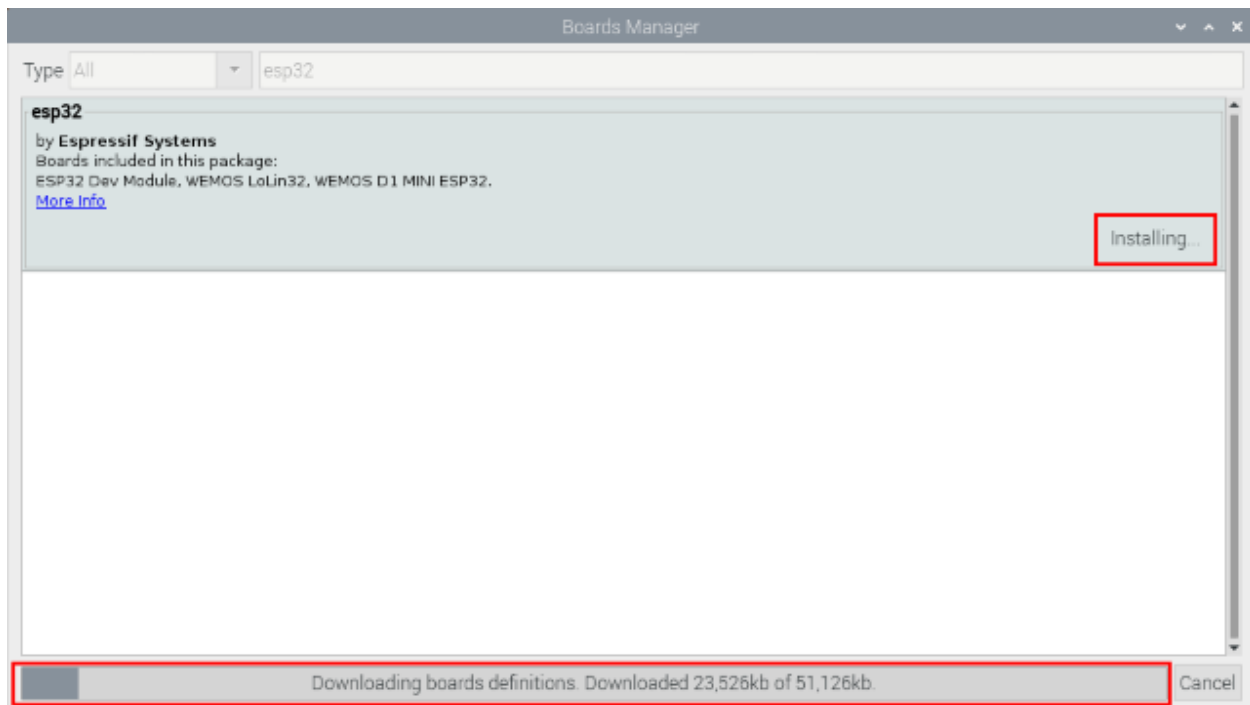 Boards Manager
Type All esp32
esp32
by Espressif Systems
Boards included in this package:
ESP32 Dev Module, WEMOS LoLin32, WEMOS D1 MINI ESP32.
More Info
Installing...
Downloading boards definitions. Downloaded 23,526kb of 51,126kb.
Cancel